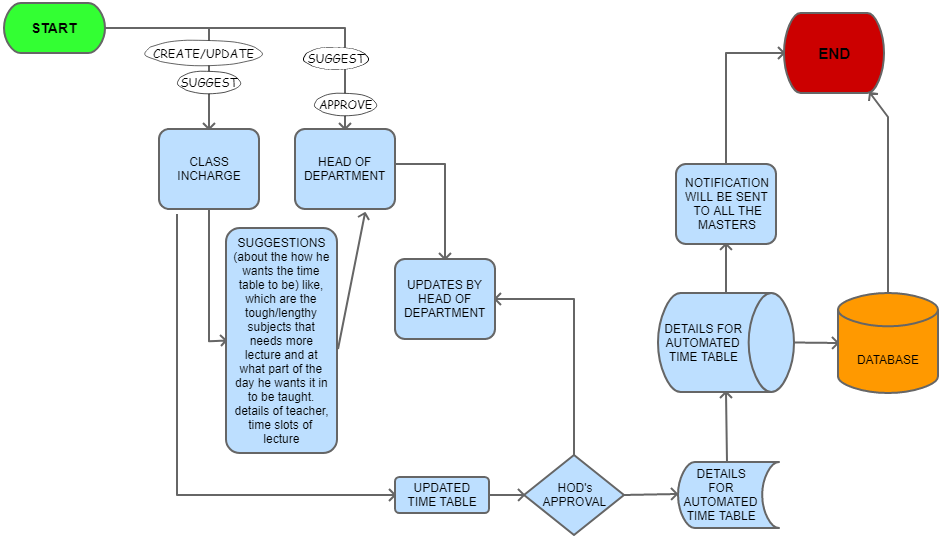 START
CREATE/UPDATE
SUGGEST
SUGGEST
APPROVE
CLASS
INCHARGE
HEAD OF
DEPARTMENT
SUGGESTIONS
(about the how he
wants the time
table to be) like,
which are the
tough/lengthy
subjects that
needs more
lecture and at
what part of the
day he wants it in
to be taught.
details of teacher,
time slots of
lecture
UPDATES BY
HEAD OF
DEPARTMENT
UPDATED
TIME TABLE
HOD's
APPROVAL
DETAILS
FOR
AUTOMATED
TIME TABLE
DETAILS FOR
AUTOMATED
TIME TABLE
NOTIFICATION
WILL BE SENT
TO ALL THE
MASTERS
DATABASE
END